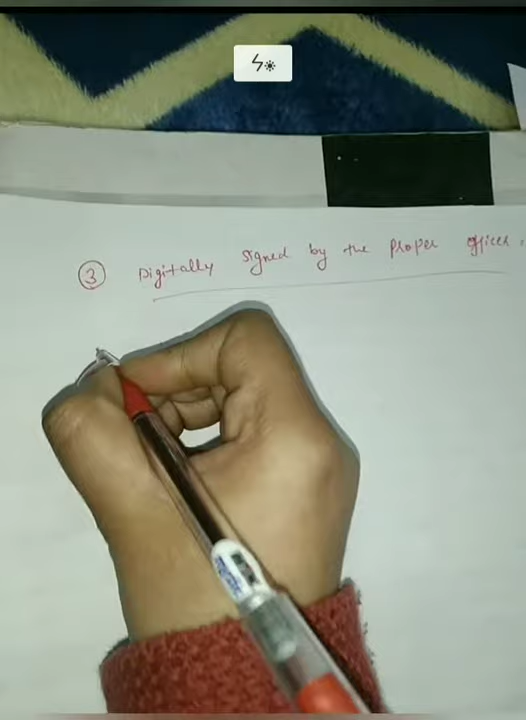 ③ Digitally signed by the proper officer.